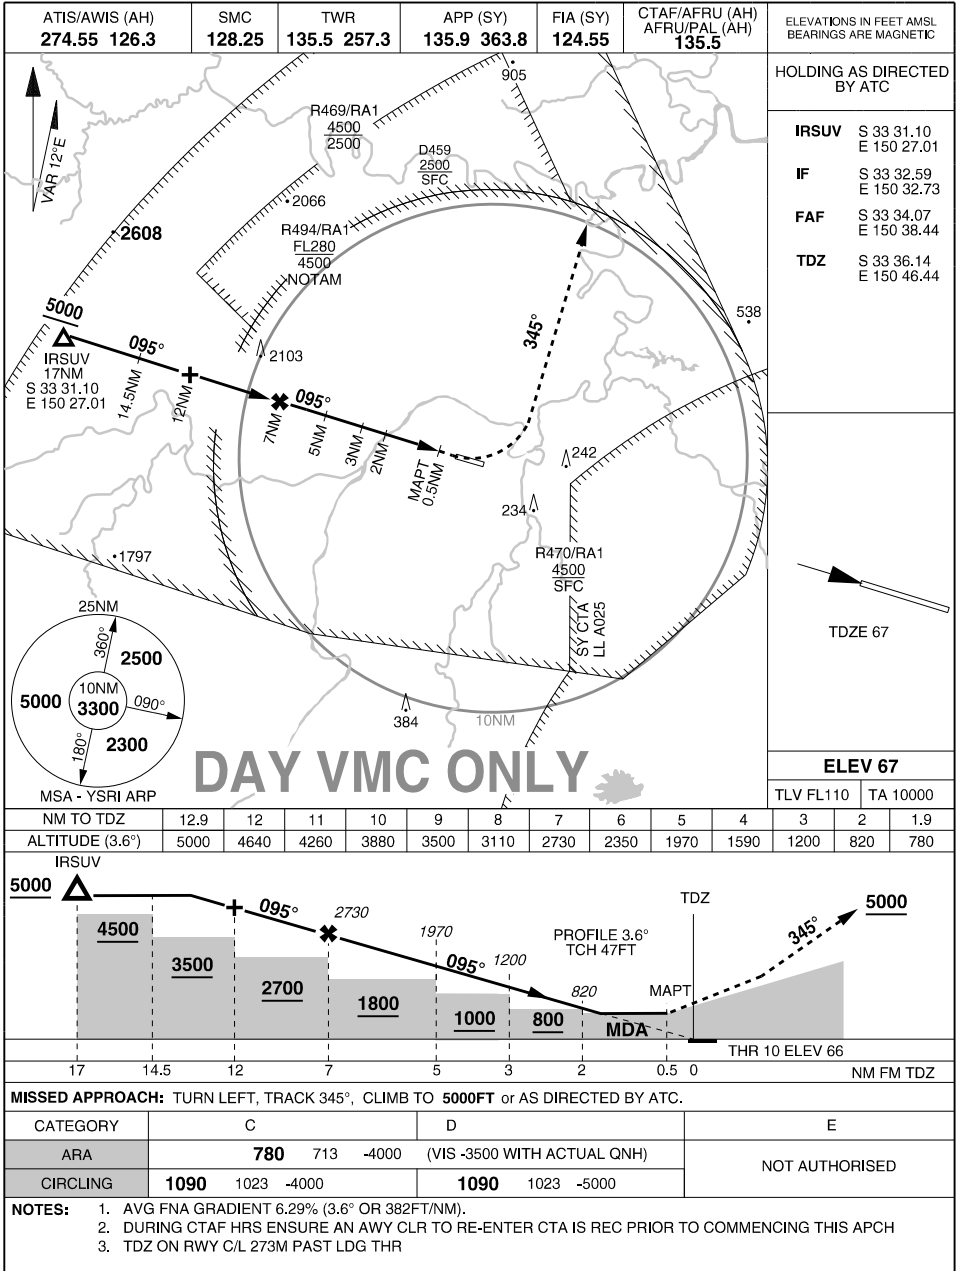 ATIS/AWIS (AH)
274.55 126.3
SMC
128.25
TWR
135.5 257.3
APP (SY)
135.9 363.8
FIA (SY)
124.55
CTAF/AFRU (AH)
AFRU/PAL (AH)
135.5
ELEVATIONS IN FEET AMSL
BEARINGS ARE MAGNETIC
HOLDING AS DIRECTED
BY ATC
IRSUV S 33 31.10
E 150 27.01
IF S 33 32.59
E 150 32.73
FAF S 33 34.07
E 150 38.44
TDZ S 33 36.14
E 150 46.44
VAR 12°E
905
R469/RA1
4500
2500
D459
2500
SFC
2066
2608
R494/RA1
FL280
4500
NOTAM
5000
095°
IRSUV
17NM
S 33 31.10
E 150 27.01
14.5NM
12NM
2103
7NM
095°
5NM
3NM
2NM
MAPT
0.5NM
345°
538
242
234
R470/RA1
4500
SFC
SY CTA
LL A025
1797
384
10NM
25NM
360°
2500
5000
10NM
3300
090°
180°
2300
MSA - YSRI ARP
DAY VMC ONLY
TDZE 67
ELEV 67
TLV FL110 TA 10000
NM TO TDZ 12.9 12 11 10 9 8 7 6 5 4 3 2 1.9
ALTITUDE (3.6°) 5000 4640 4260 3880 3500 3110 2730 2350 1970 1590 1200 820 780
IRSUV
5000
095°
2730
1970
095°
1200
820
PROFILE 3.6°
TCH 47FT
TDZ
MAPT
345°
5000
4500
3500
2700
1800
1000
800
MDA
THR 10 ELEV 66
17 14.5 12 7 5 3 2 0.5 0 NM FM TDZ
MISSED APPROACH: TURN LEFT, TRACK 345°, CLIMB TO 5000FT or AS DIRECTED BY ATC.
CATEGORY C D E
ARA 780 713 -4000 (VIS -3500 WITH ACTUAL QNH)
NOT AUTHORISED
CIRCLING 1090 1023 -4000 1090 1023 -5000
NOTES: 1. AVG FNA GRADIENT 6.29% (3.6° OR 382FT/NM).
2. DURING CTAF HRS ENSURE AN AWY CLR TO RE-ENTER CTA IS REC PRIOR TO COMMENCING THIS APCH
3. TDZ ON RWY C/L 273M PAST LDG THR